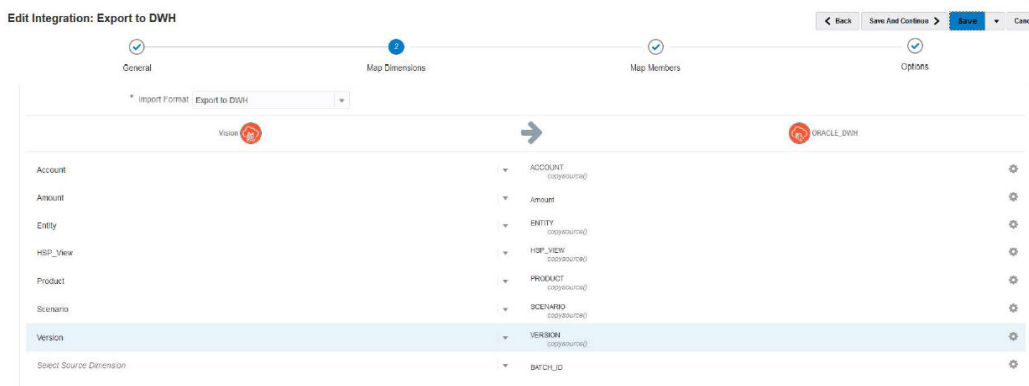 Edit Integration: Export to DWH
Back Save And Continue Save Canc
2
General Map Dimensions Map Members Options
* Import Format Export to DWH
Vision ORACLE_DWH
Account ACCOUNT
copysource()
Amount Amount
Entity ENTITY
copysource()
HSP_View HSP_VIEW
copysource()
Product PRODUCT
copysource()
Scenario SCENARIO
copysource()
Version VERSION
copysource()
Select Source Dimension BATCH_ID